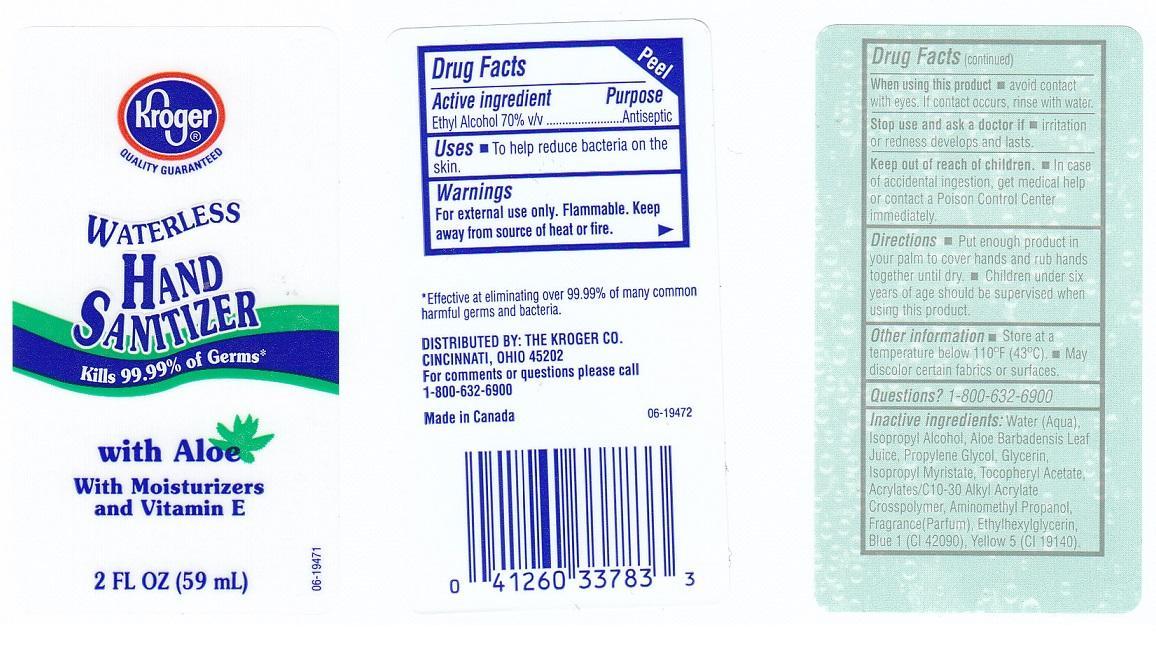 Kroger®
QUALITY GUARANTEED
WATERLESS
HAND
SANITIZER
Kills 99.99% of Germs*
with Aloe
With Moisturizers
and Vitamin E
2 FL OZ (59 mL)
06-19471
Peel
Drug Facts
Active ingredient Purpose
Ethyl Alcohol 70% v/v ........................Antiseptic
Uses ■ To help reduce bacteria on the
skin.
Warnings
For external use only. Flammable. Keep
away from source of heat or fire.
*Effective at eliminating over 99.99% of many common
harmful germs and bacteria.
DISTRIBUTED BY: THE KROGER CO.
CINCINNATI, OHIO 45202
For comments or questions please call
1-800-632-6900
Made in Canada 06-19472
0 41260 33783 3
Drug Facts (continued)
When using this product ■ avoid contact
with eyes. If contact occurs, rinse with water.
Stop use and ask a doctor if ■ irritation
or redness develops and lasts.
Keep out of reach of children. ■ In case
of accidental ingestion, get medical help
or contact a Poison Control Center
immediately.
Directions ■ Put enough product in
your palm to cover hands and rub hands
together until dry. ■ Children under six
years of age should be supervised when
using this product.
Other information ■ Store at a
temperature below 110ºF (43ºC). ■ May
discolor certain fabrics or surfaces.
Questions? 1-800-632-6900
Inactive ingredients: Water (Aqua),
Isopropyl Alcohol, Aloe Barbadensis Leaf
Juice, Propylene Glycol, Glycerin,
Isopropyl Myristate, Tocopheryl Acetate,
Acrylates/C10-30 Alkyl Acrylate
Crosspolymer, Aminomethyl Propanol,
Fragrance(Parfum), Ethylhexylglycerin,
Blue 1 (CI 42090), Yellow 5 (CI 19140).